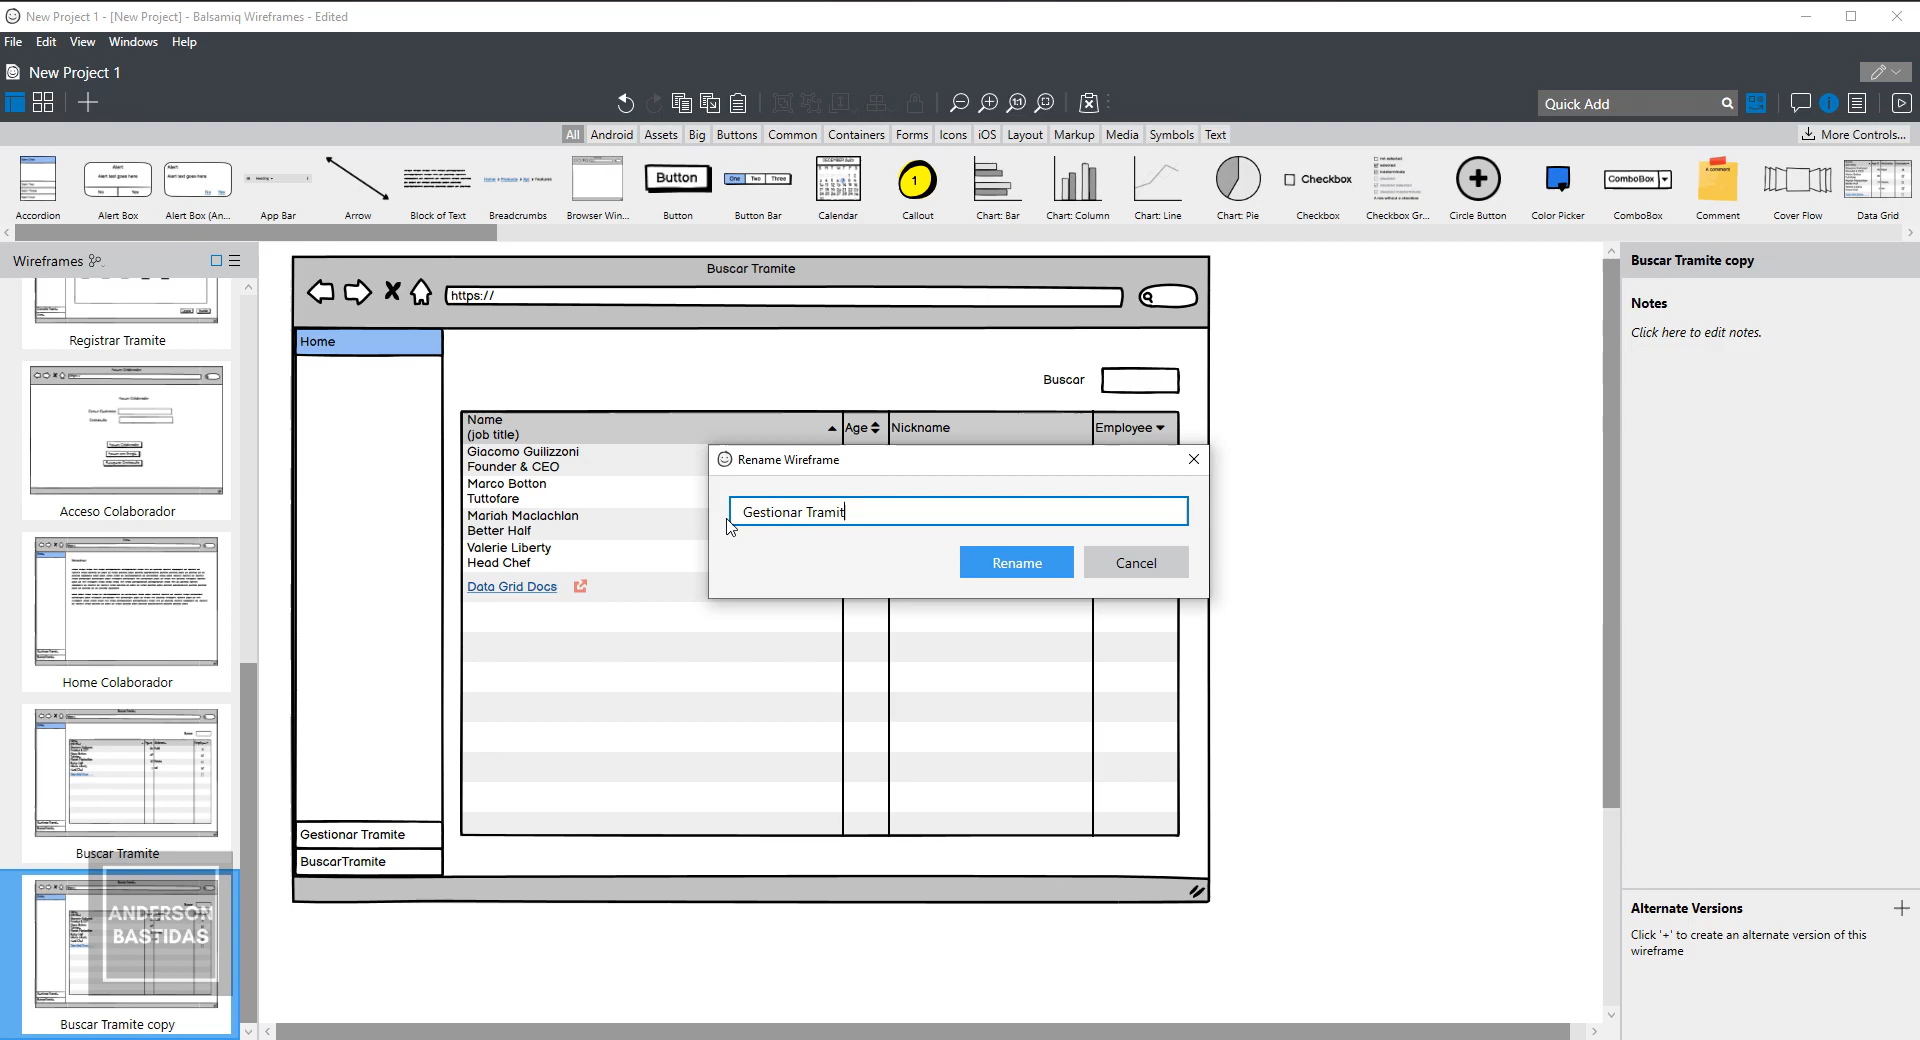 New Project 1 - [New Project] - Balsamiq Wireframes - Edited
File Edit View Windows Help
New Project 1
Quick Add
All Android Assets Big Buttons Common Containers Forms Icons iOS Layout Markup Media Symbols Text
More Controls...
Accordion
Alert Box
Alert Box (An...
App Bar
Arrow
Block of Text
Breadcrumbs
Browser Win...
Button
Button
One Two Three
Button Bar
Calendar
1
Callout
Chart: Bar
Chart: Column
Chart: Line
Chart: Pie
Checkbox
Checkbox
Checkbox Gr...
Circle Button
Color Picker
ComboBox
ComboBox
A comment
Comment
Cover Flow
Data Grid
Wireframes
Registrar Tramite
Acceso Colaborador
Home Colaborador
Buscar Tramite
Buscar Tramite copy
ANDERSON
BASTIDAS
Buscar Tramite
https://
Home
Buscar
Name
(job title)
Age
Nickname
Employee
Giacomo Guilizzoni
Founder & CEO
Marco Botton
Tuttofare
Mariah Maclachlan
Better Half
Valerie Liberty
Head Chef
Data Grid Docs
Gestionar Tramite
BuscarTramite
Rename Wireframe
Gestionar Tramit
Rename
Cancel
Buscar Tramite copy
Notes
Click here to edit notes.
Alternate Versions
Click '+' to create an alternate version of this
wireframe